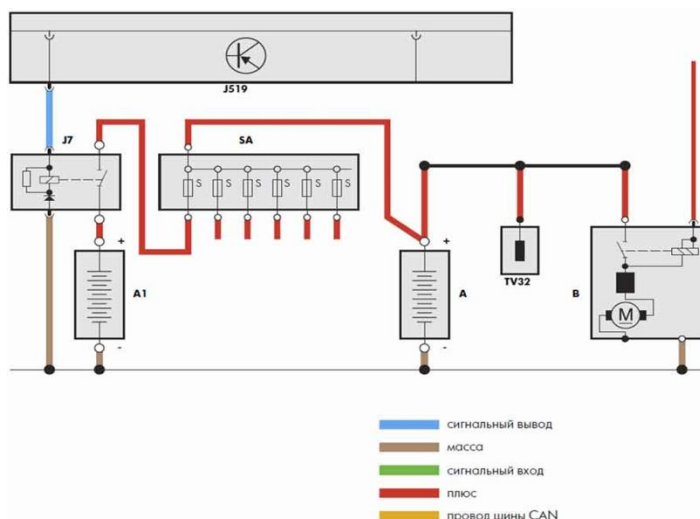 J519
J7
SA
S S S S S S
+
+
A1
A
TV32
B
M
-
-
сигнальный вывод
масса
сигнальный вход
плюс
провод шины CAN